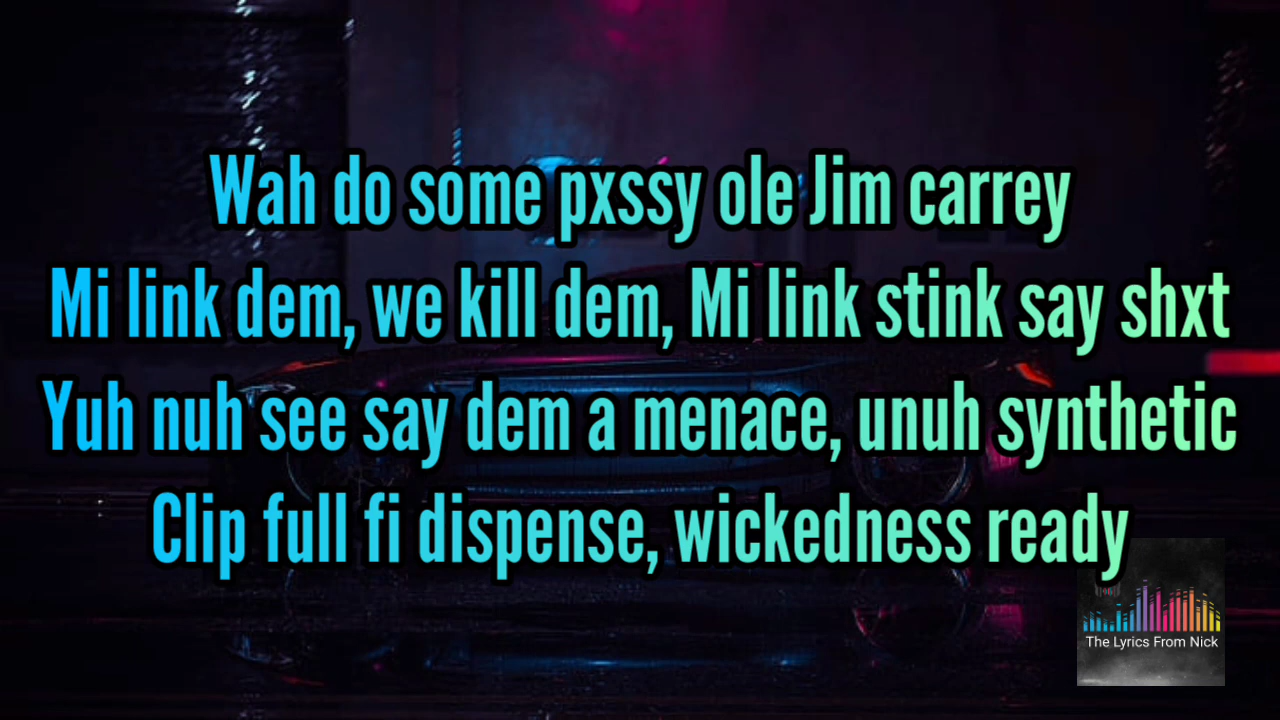 Wah do some pxssy ole Jim carrey
Mi link dem, we kill dem, Mi link stink say shxt
Yuh nuh see say dem a menace, unuh synthetic
Clip full fi dispense, wickedness ready
The Lyrics From Nick